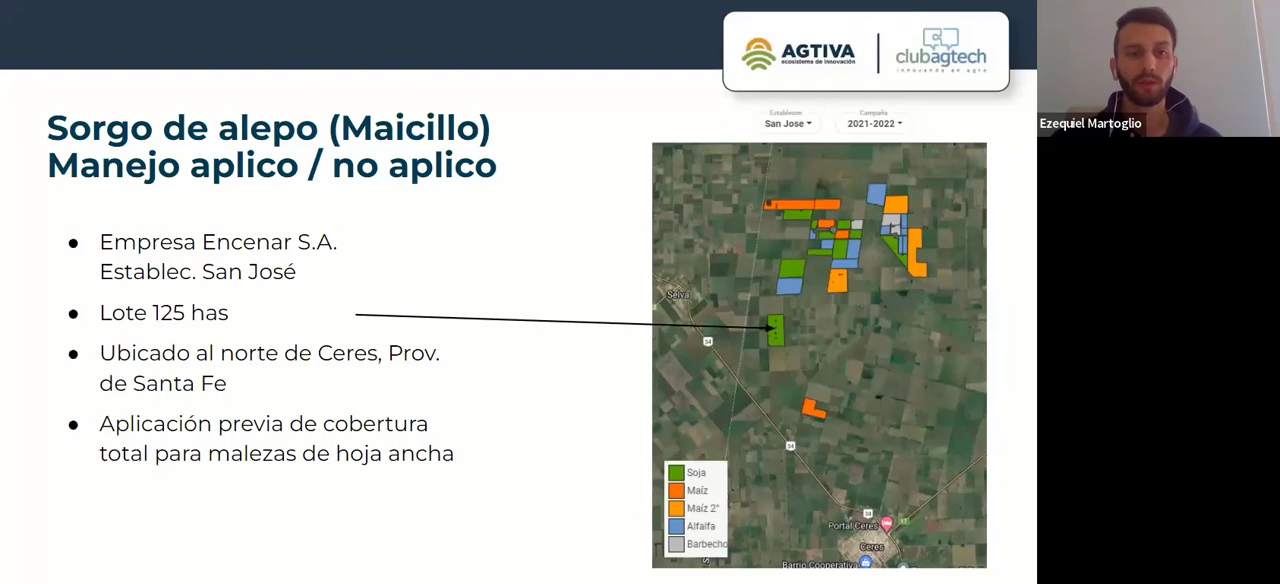 AGTIVA
ecosistema de innovación
clubagtech
innovando en agro
Ezequiel Martoglio
Sorgo de alepo (Maicillo)
Manejo aplico / no aplico
Establecim
San Jose
Campaña
2021-2022
● Empresa Encenar S.A.
Establec. San José
● Lote 125 has
● Ubicado al norte de Ceres, Prov.
de Santa Fe
● Aplicación previa de cobertura
total para malezas de hoja ancha
Selva
34
34
34
17
Portal Ceres
Ceres
Barrio Cooperativa
Soja
Maíz
Maíz 2°
Alfalfa
Barbecho